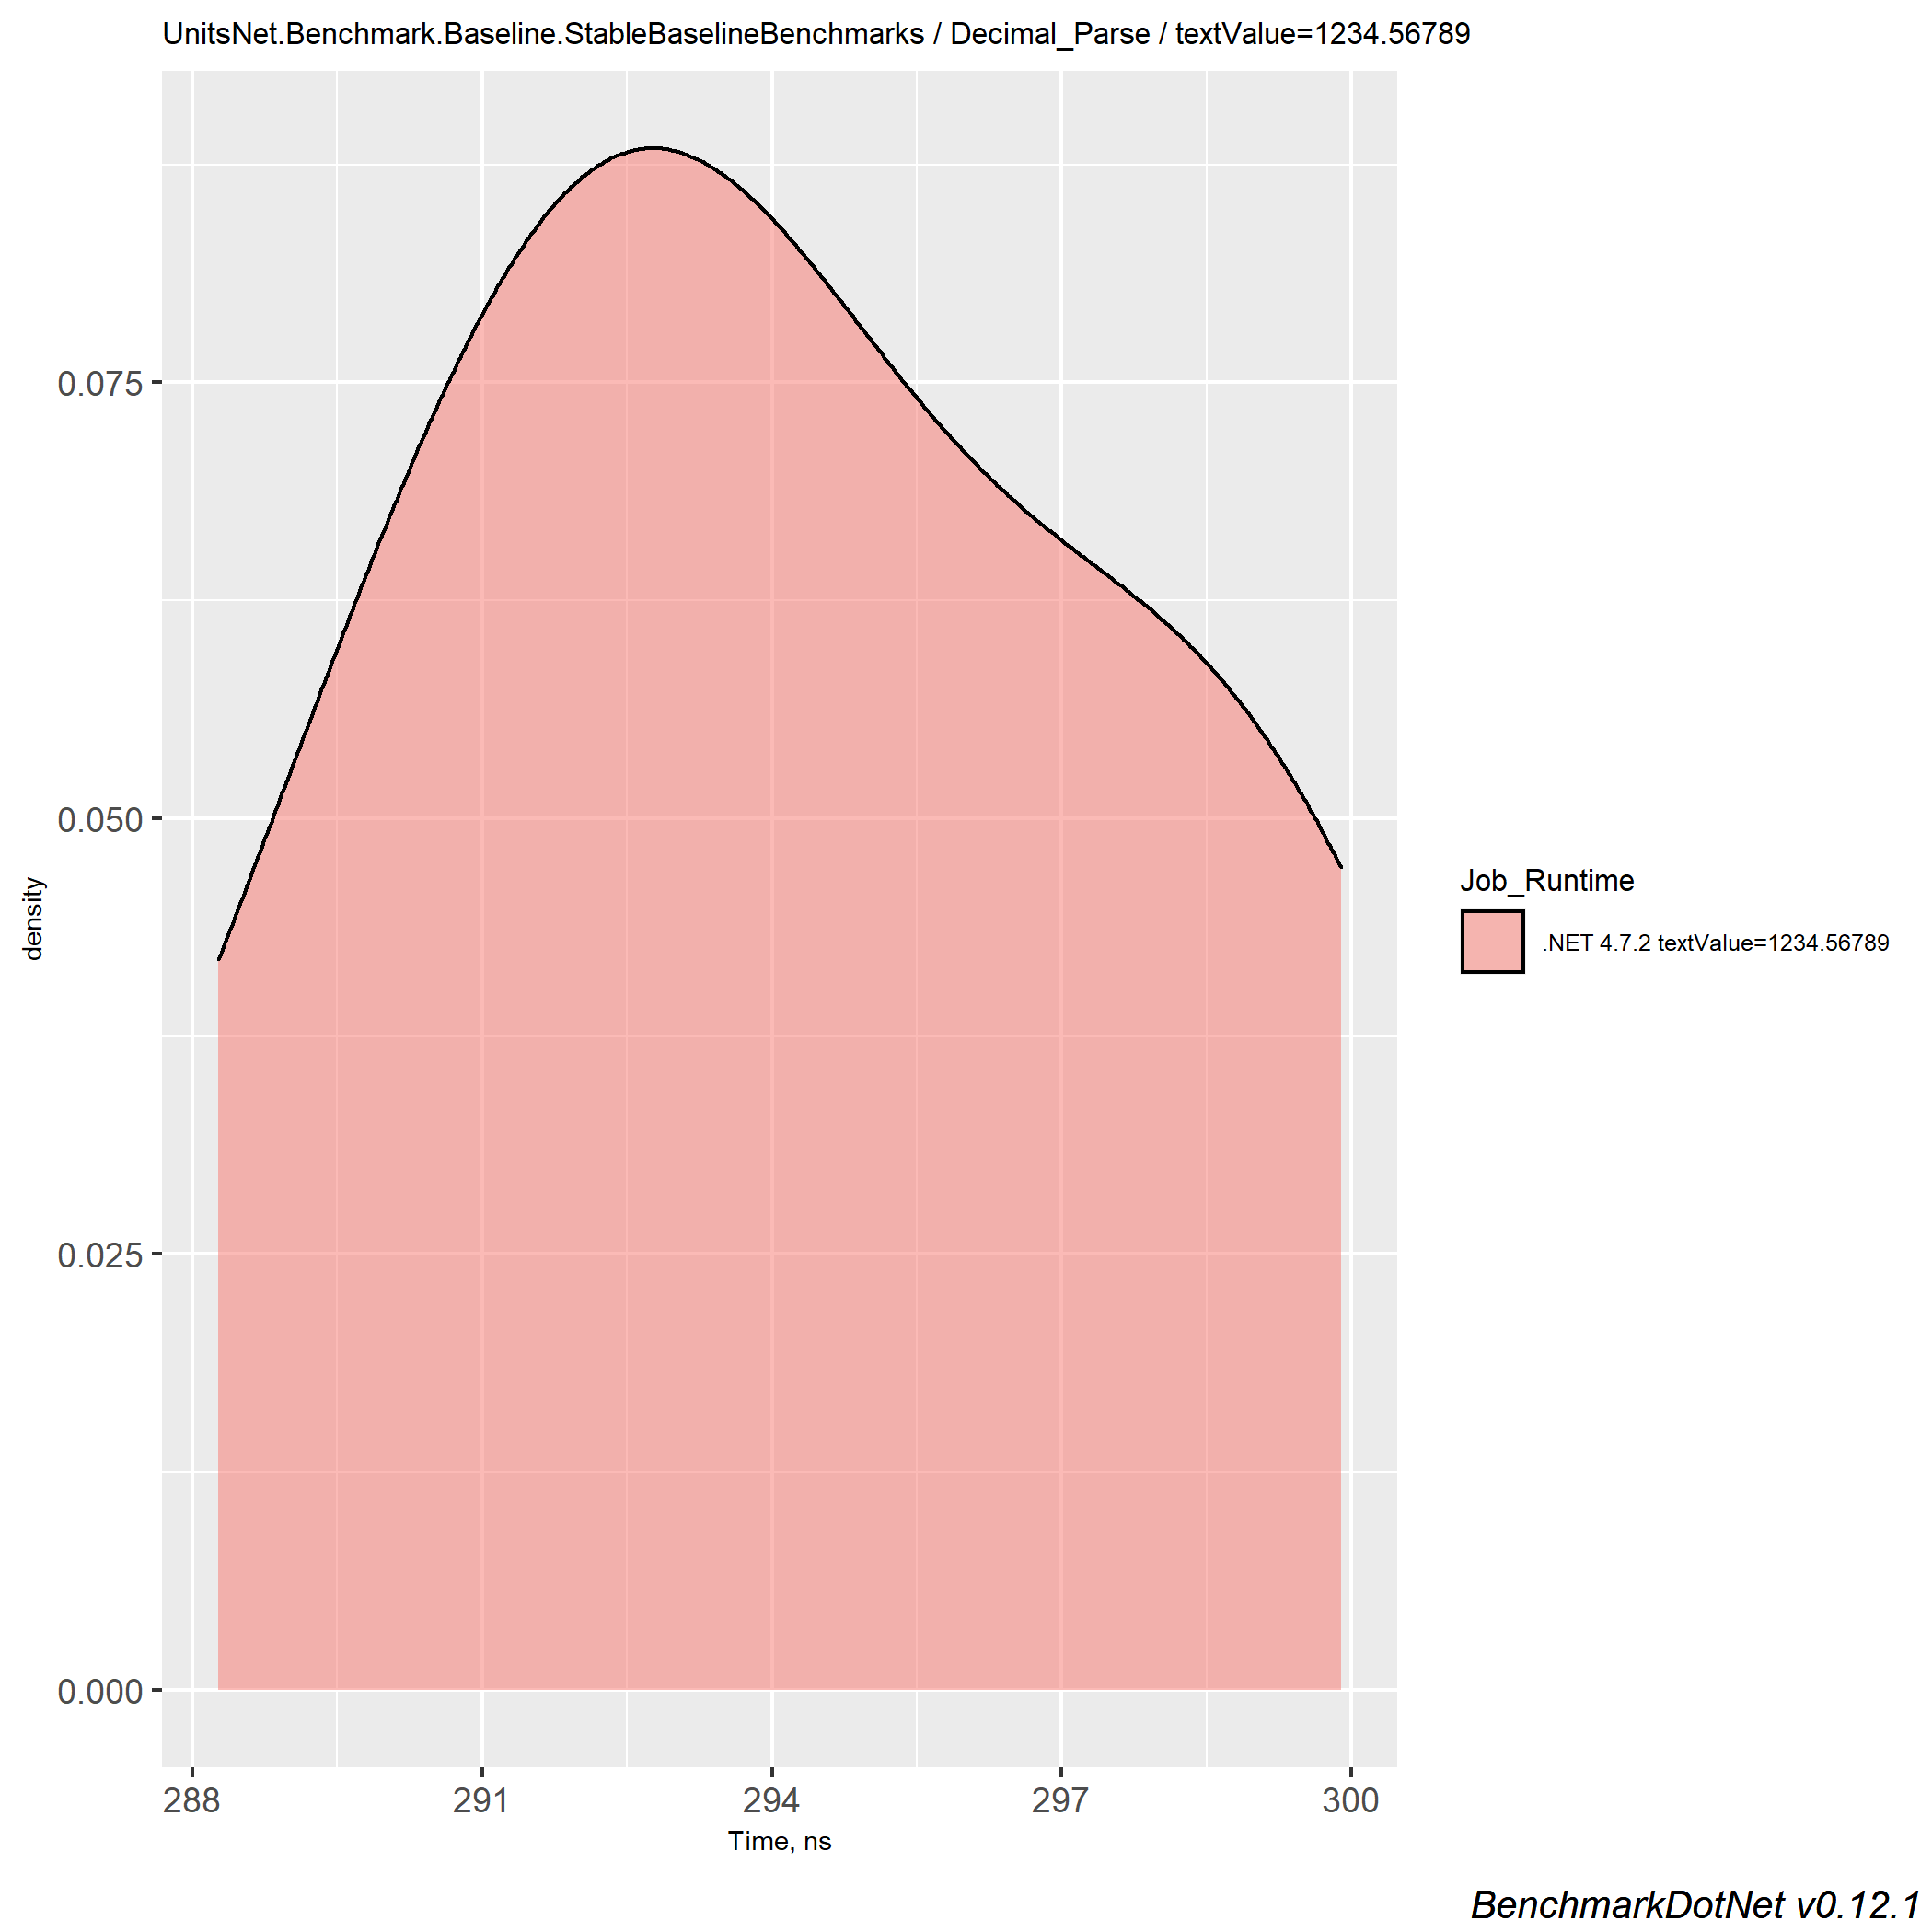 UnitsNet.Benchmark.Baseline.StableBaselineBenchmarks / Decimal_Parse / textValue=1234.56789
0.075
0.050
0.025
0.000
density
288 291 294 297 300
Time, ns
Job_Runtime
.NET 4.7.2 textValue=1234.56789
BenchmarkDotNet v0.12.1